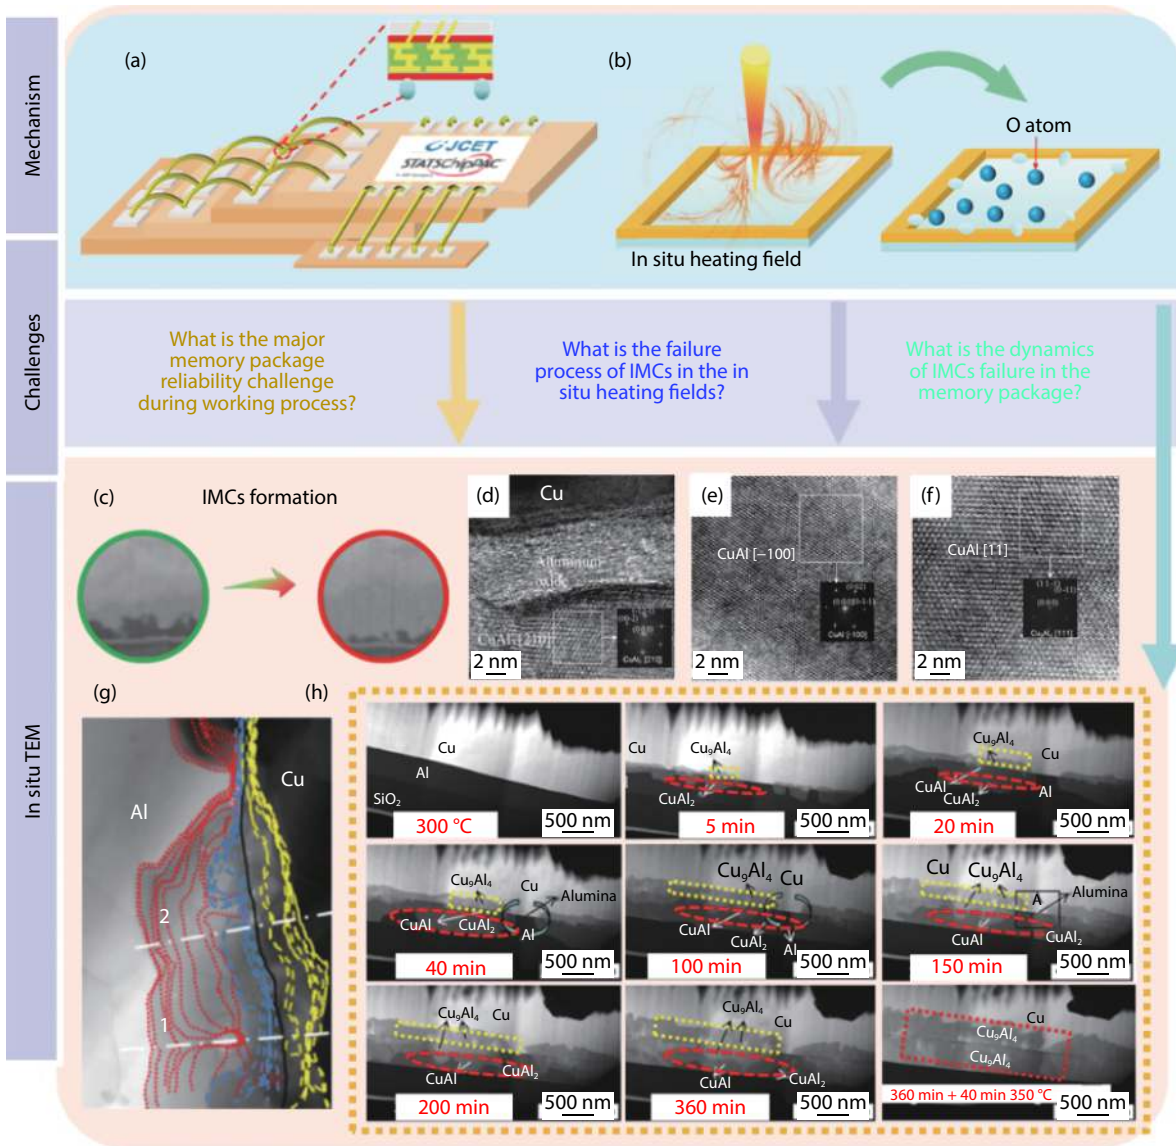 Mechanism
(a)
JCET
STATSChipPAC
(b)
O atom
In situ heating field
Challenges
What is the major
memory package
reliability challenge
during working process?
What is the failure
process of IMCs in the in
situ heating fields?
What is the dynamics
of IMCs failure in the
memory package?
In situ TEM
(c)
IMCs formation
(d)
Cu
Aluminum
oxide
2 nm
(e)
CuAl [−100]
CuAl [-100]
2 nm
(f)
CuAl [11]
2 nm
(g)
Al
Cu
2
1
(h)
Cu
Al
SiO₂
300 °C
500 nm
Cu₉Al₄
Cu
CuAl
CuAl₂
5 min
500 nm
Cu₉Al₄
Cu
CuAl
CuAl₂
Al
20 min
500 nm
Cu₉Al₄
Cu
Alumina
CuAl
CuAl₂
Al
40 min
500 nm
Cu₉Al₄
Cu
CuAl
CuAl₂
Al
100 min
500 nm
Cu
Cu₉Al₄
A
Alumina
CuAl
CuAl₂
150 min
500 nm
Cu₉Al₄
Cu
CuAl
CuAl₂
200 min
500 nm
Cu₉Al₄
Cu
CuAl
CuAl₂
360 min
500 nm
Cu
Cu₉Al₄
Cu₉Al₄
360 min + 40 min 350 °C
500 nm